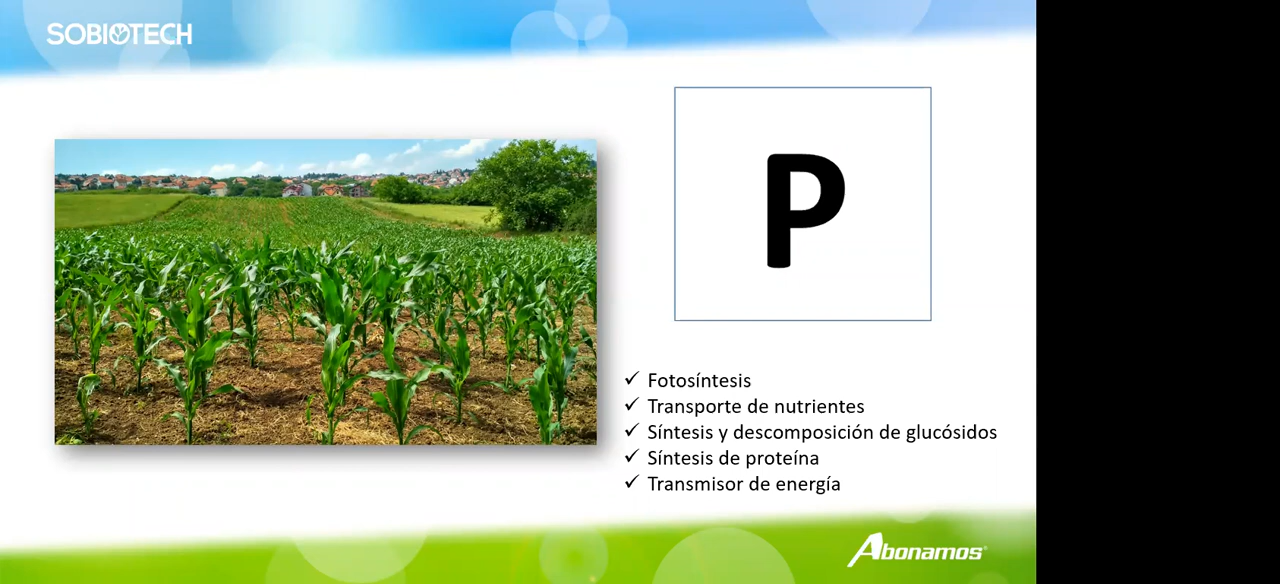 SOBIOTECH
P
Fotosíntesis
Transporte de nutrientes
Síntesis y descomposición de glucósidos
Síntesis de proteína
Transmisor de energía
Abonamos®